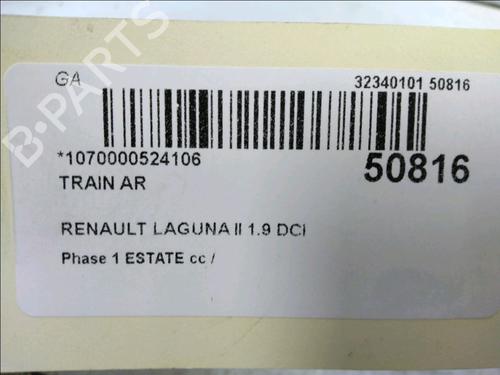 GA 32340101 50816
*1070000524106 50816
TRAIN AR
RENAULT LAGUNA II 1.9 DCI
Phase 1 ESTATE cc /
B-PARTS